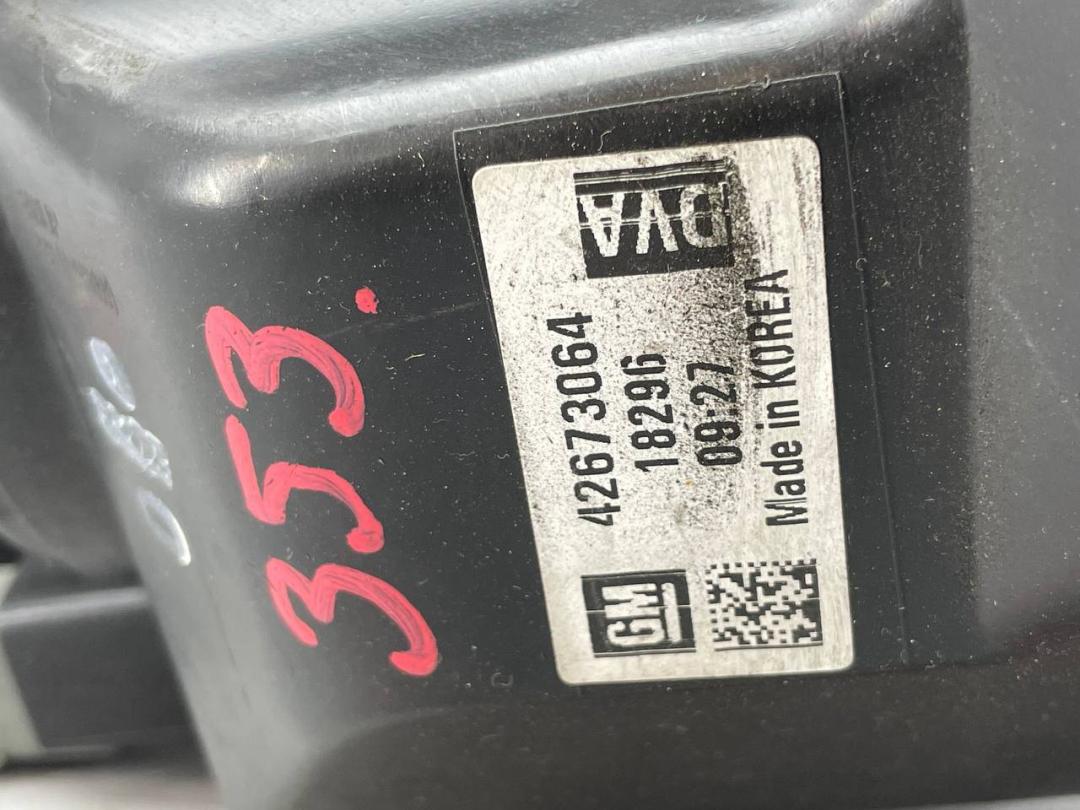 353.
42673064
18296
09:27
Made in KOREA
GM
DVA